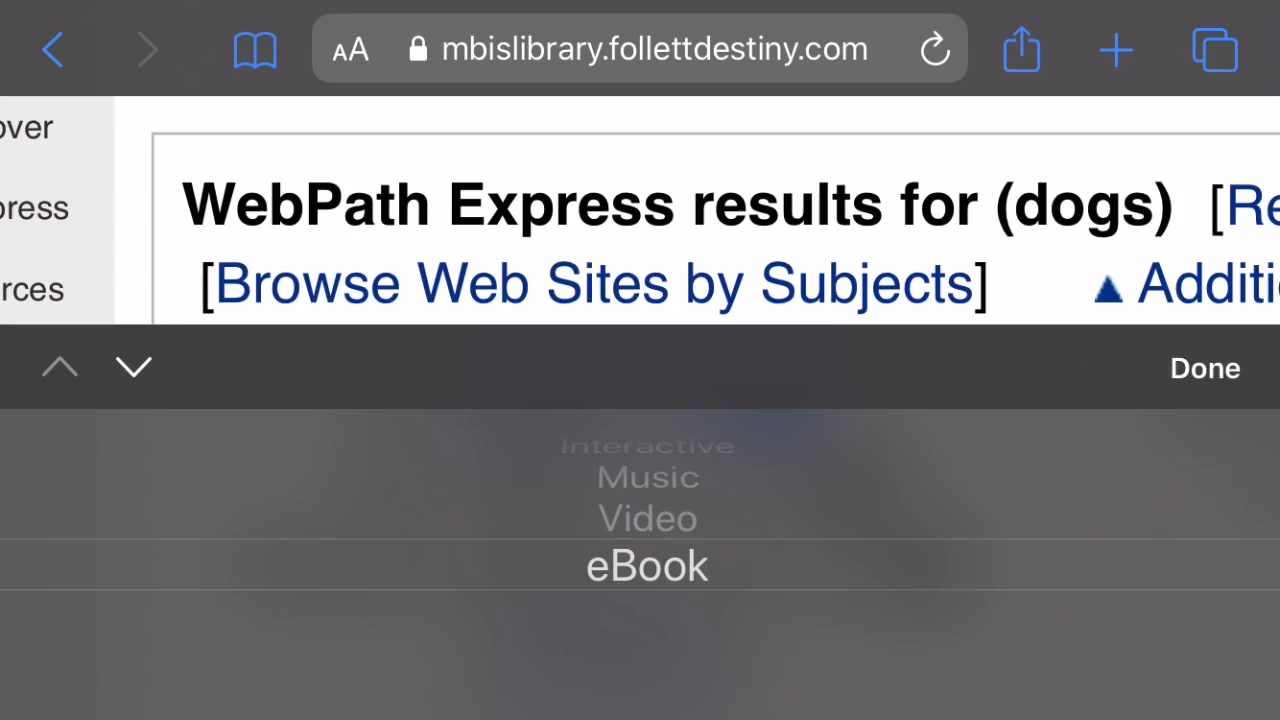 AA mbislibrary.follettdestiny.com
over
press
rces
WebPath Express results for (dogs) [Re
[Browse Web Sites by Subjects] ▲ Additi
Done
Interactive
Music
Video
eBook